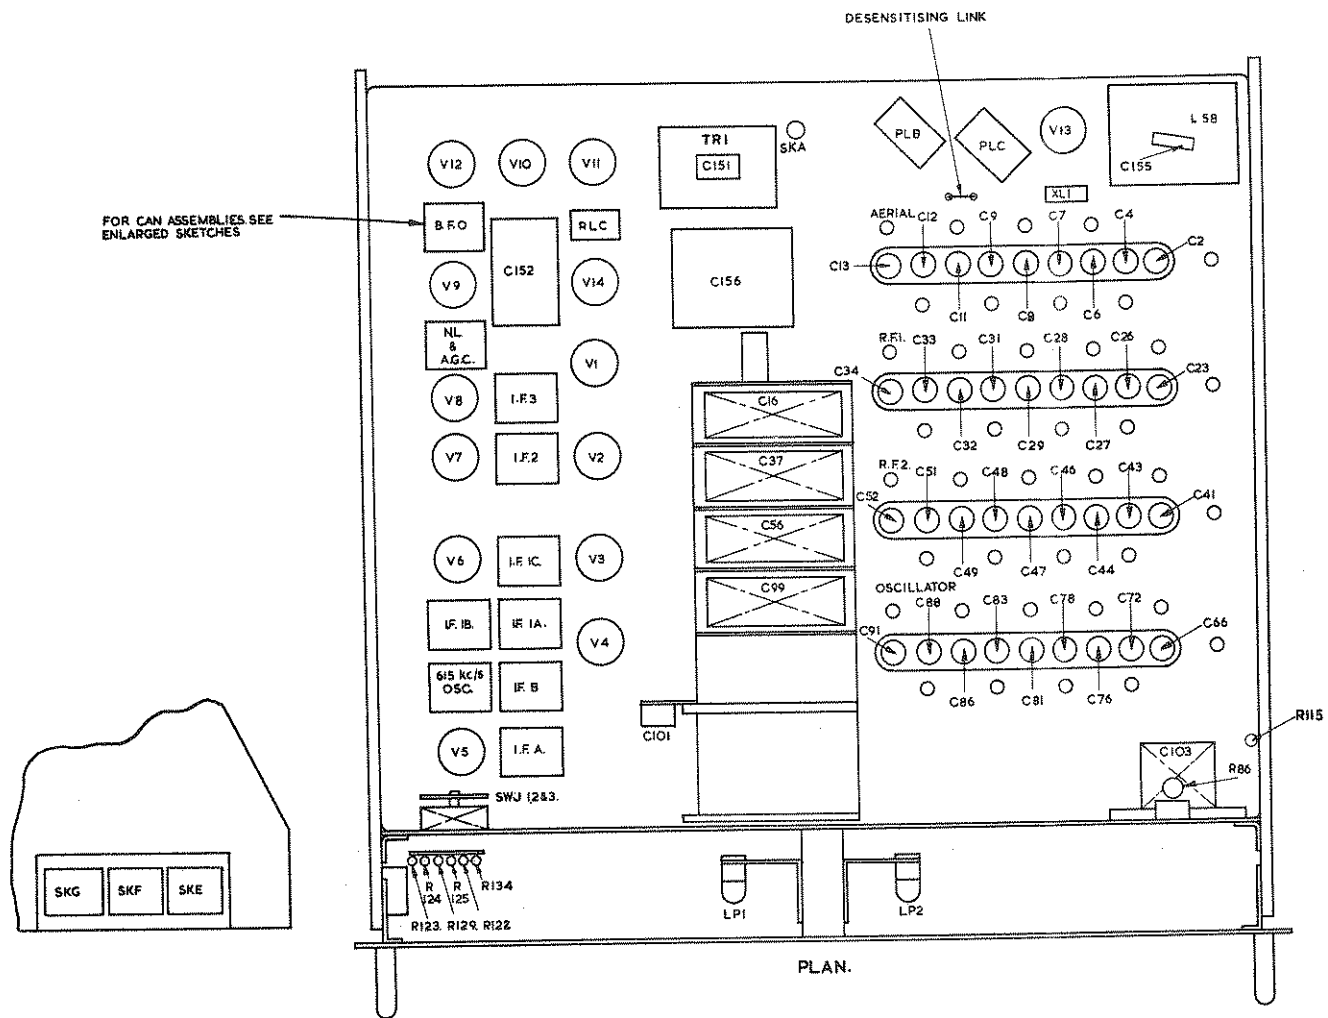 DESENSITISING LINK
V12
V10
V11
TR1
C151
SKA
PLB
PLC
V13
L 58
C155
FOR CAN ASSEMBLIES. SEE
ENLARGED SKETCHES
B.F.O
C152
RLC
XL1
AERIAL
C12
C9
C7
C4
C2
C13
C11
C8
C6
V9
V14
C156
N.L.
&
A.G.C.
V1
R.F.1.
C33
C31
C28
C26
C23
C34
C32
C29
C27
V8
I.F.3
C16
V7
I.F.2
V2
C37
R.F.2.
C51
C48
C46
C43
C41
C52
C49
C47
C44
C56
V6
I.F. 1C.
V3
C99
OSCILLATOR
C88
C83
C78
C72
C66
C91
C86
C81
C76
I.F. 1B.
I.F. 1A.
V4
615 kc/s
OSC.
I.F. B
C101
V5
I.F. A.
R115
C103
R86
SWJ 1,2&3.
SKG
SKF
SKE
R
124
R
125
R134
R123.
R129.
R122
LP1
LP2
PLAN.